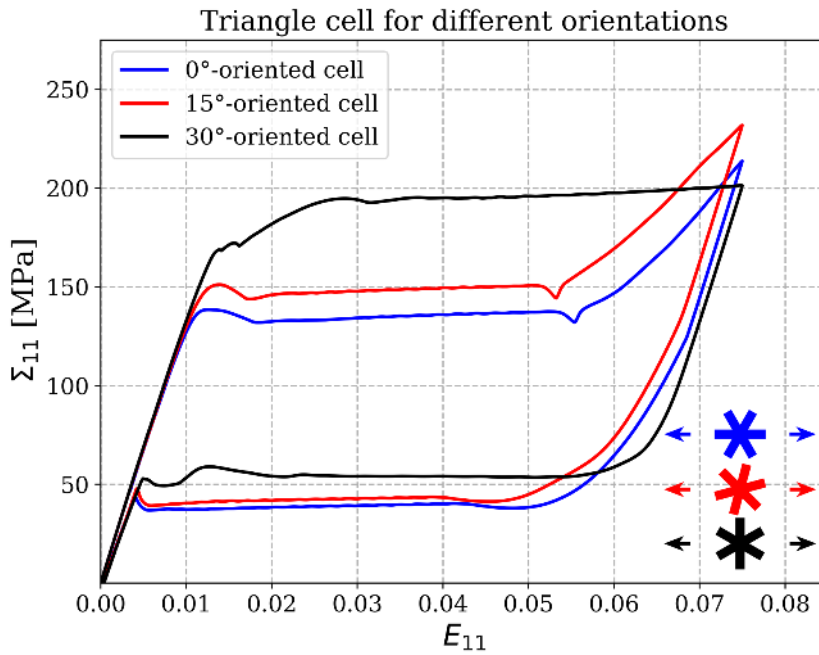 Triangle cell for different orientations
0°-oriented cell
15°-oriented cell
30°-oriented cell
Σ11 [MPa]
250
200
150
100
50
0.00 0.01 0.02 0.03 0.04 0.05 0.06 0.07 0.08
E11